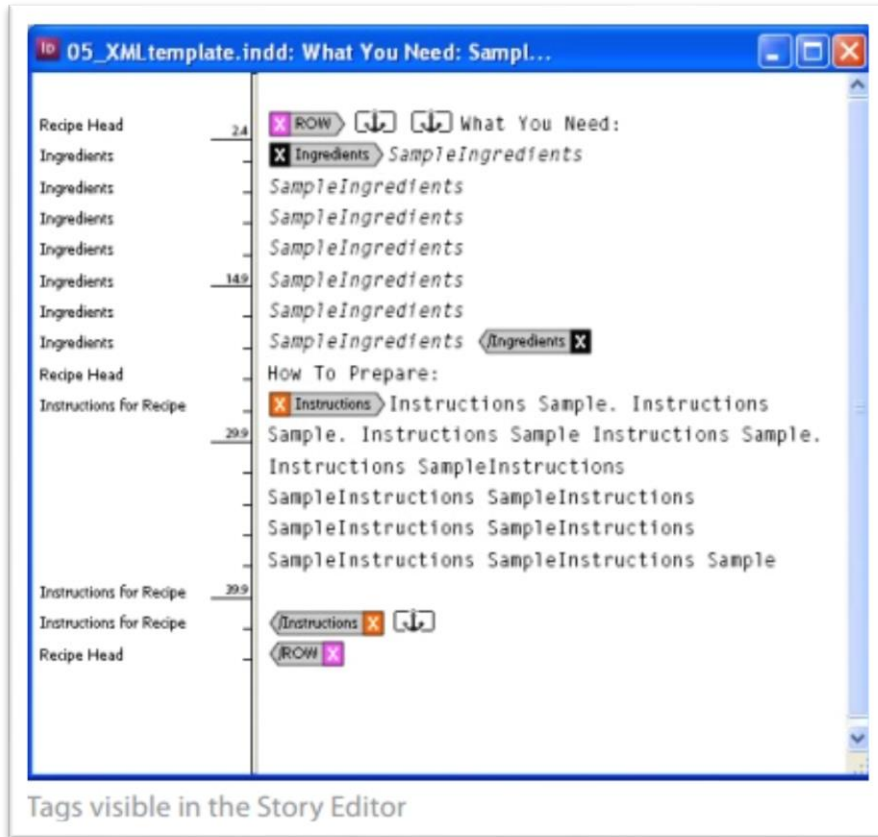 Id 05_XMLtemplate.indd: What You Need: Sampl...
Recipe Head 2.4 X ROW What You Need:
Ingredients X Ingredients SampleIngredients
Ingredients SampleIngredients
Ingredients SampleIngredients
Ingredients SampleIngredients
Ingredients 14.9 SampleIngredients
Ingredients SampleIngredients
Ingredients SampleIngredients /Ingredients X
Recipe Head How To Prepare:
Instructions for Recipe X Instructions Instructions Sample. Instructions
29.9 Sample. Instructions Sample Instructions Sample.
Instructions SampleInstructions
SampleInstructions SampleInstructions
SampleInstructions SampleInstructions
SampleInstructions SampleInstructions Sample
Instructions for Recipe 39.9
Instructions for Recipe /Instructions X
Recipe Head /ROW X
Tags visible in the Story Editor